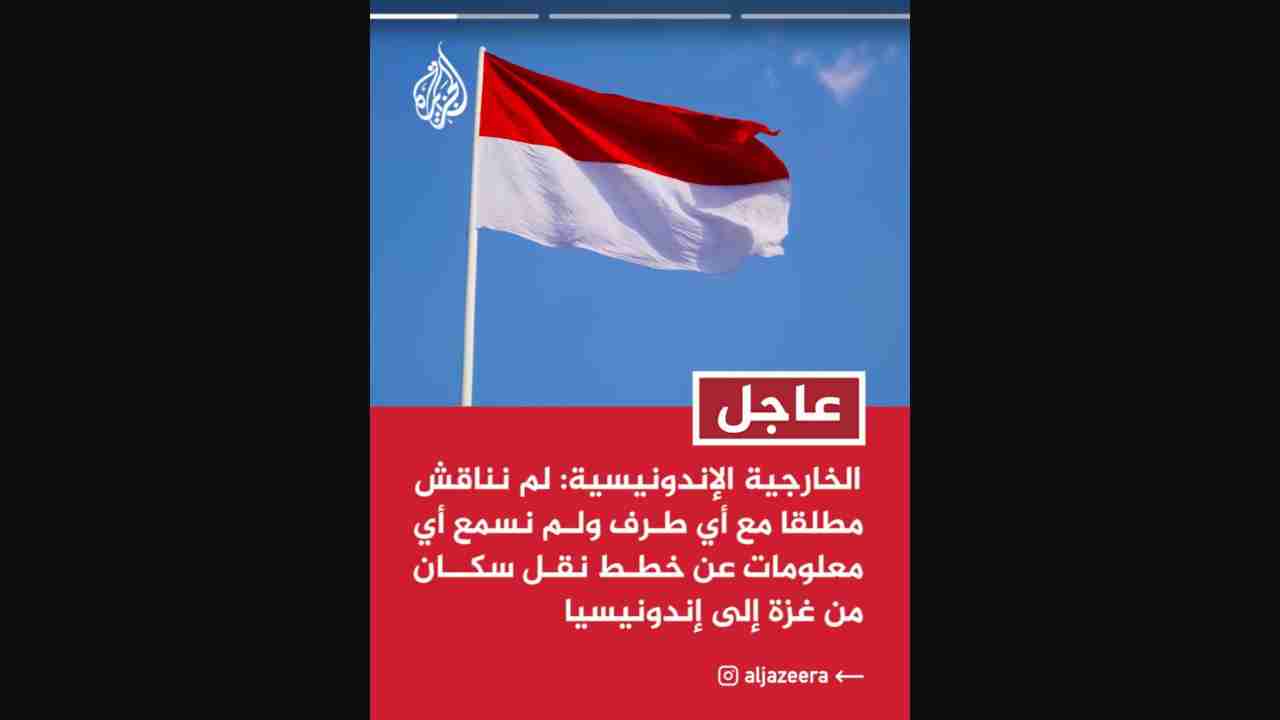 الجزيرة
عاجل
الخارجية الإندونيسية: لم نناقش
مطلقا مع أي طرف ولم نسمع أي
معلومات عن خطط نقل سكان
من غزة إلى إندونيسيا
aljazeera